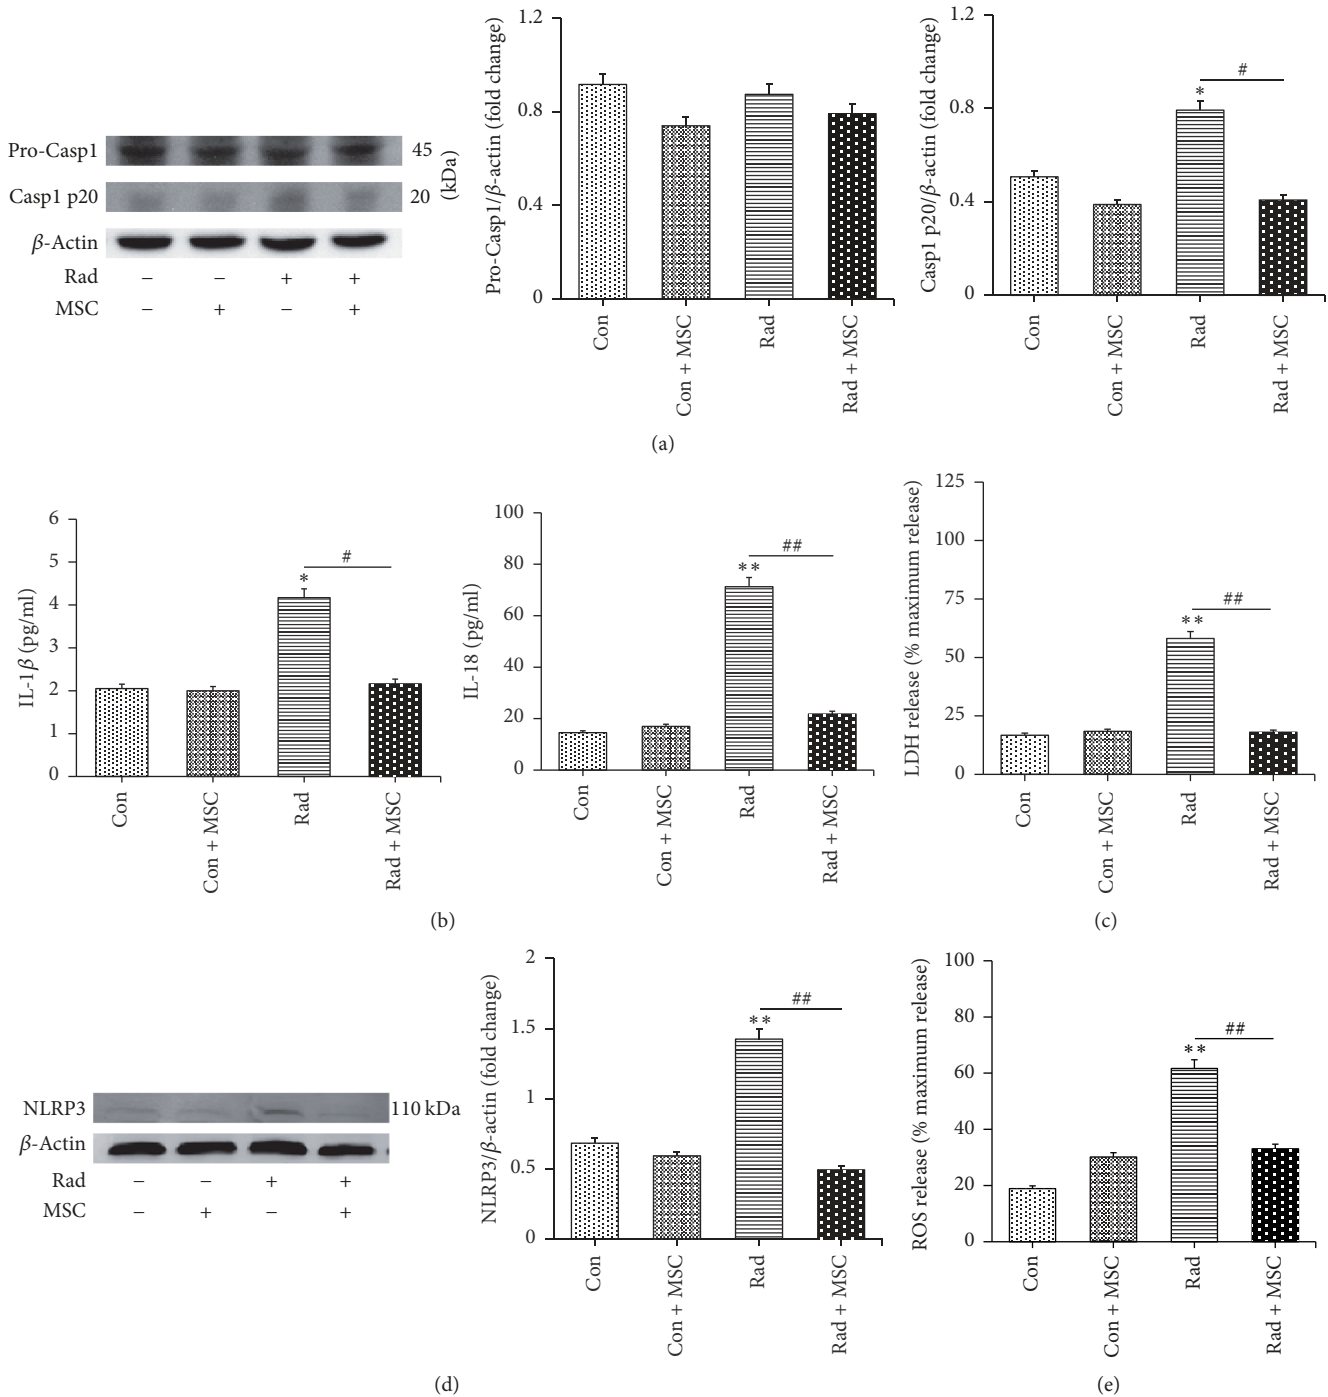 Pro-Casp1
45
Casp1 p20
20
(kDa)
β-Actin
Rad − − + +
MSC − + − +
Pro-Casp1/β-actin (fold change)
1.2
0.8
0.4
0
Con
Con + MSC
Rad
Rad + MSC
Casp1 p20/β-actin (fold change)
1.2
0.8
0.4
0
*
#
Con
Con + MSC
Rad
Rad + MSC
(a)
IL-1β (pg/ml)
6
5
4
3
2
1
0
*
#
Con
Con + MSC
Rad
Rad + MSC
IL-18 (pg/ml)
100
80
60
40
20
0
**
##
Con
Con + MSC
Rad
Rad + MSC
(b)
LDH release (% maximum release)
125
100
75
50
25
0
**
##
Con
Con + MSC
Rad
Rad + MSC
(c)
NLRP3
110 kDa
β-Actin
Rad − − + +
MSC − + − +
NLRP3/β-actin (fold change)
2
1.5
1
0.5
0
**
##
Con
Con + MSC
Rad
Rad + MSC
(d)
ROS release (% maximum release)
100
80
60
40
20
0
**
##
Con
Con + MSC
Rad
Rad + MSC
(e)